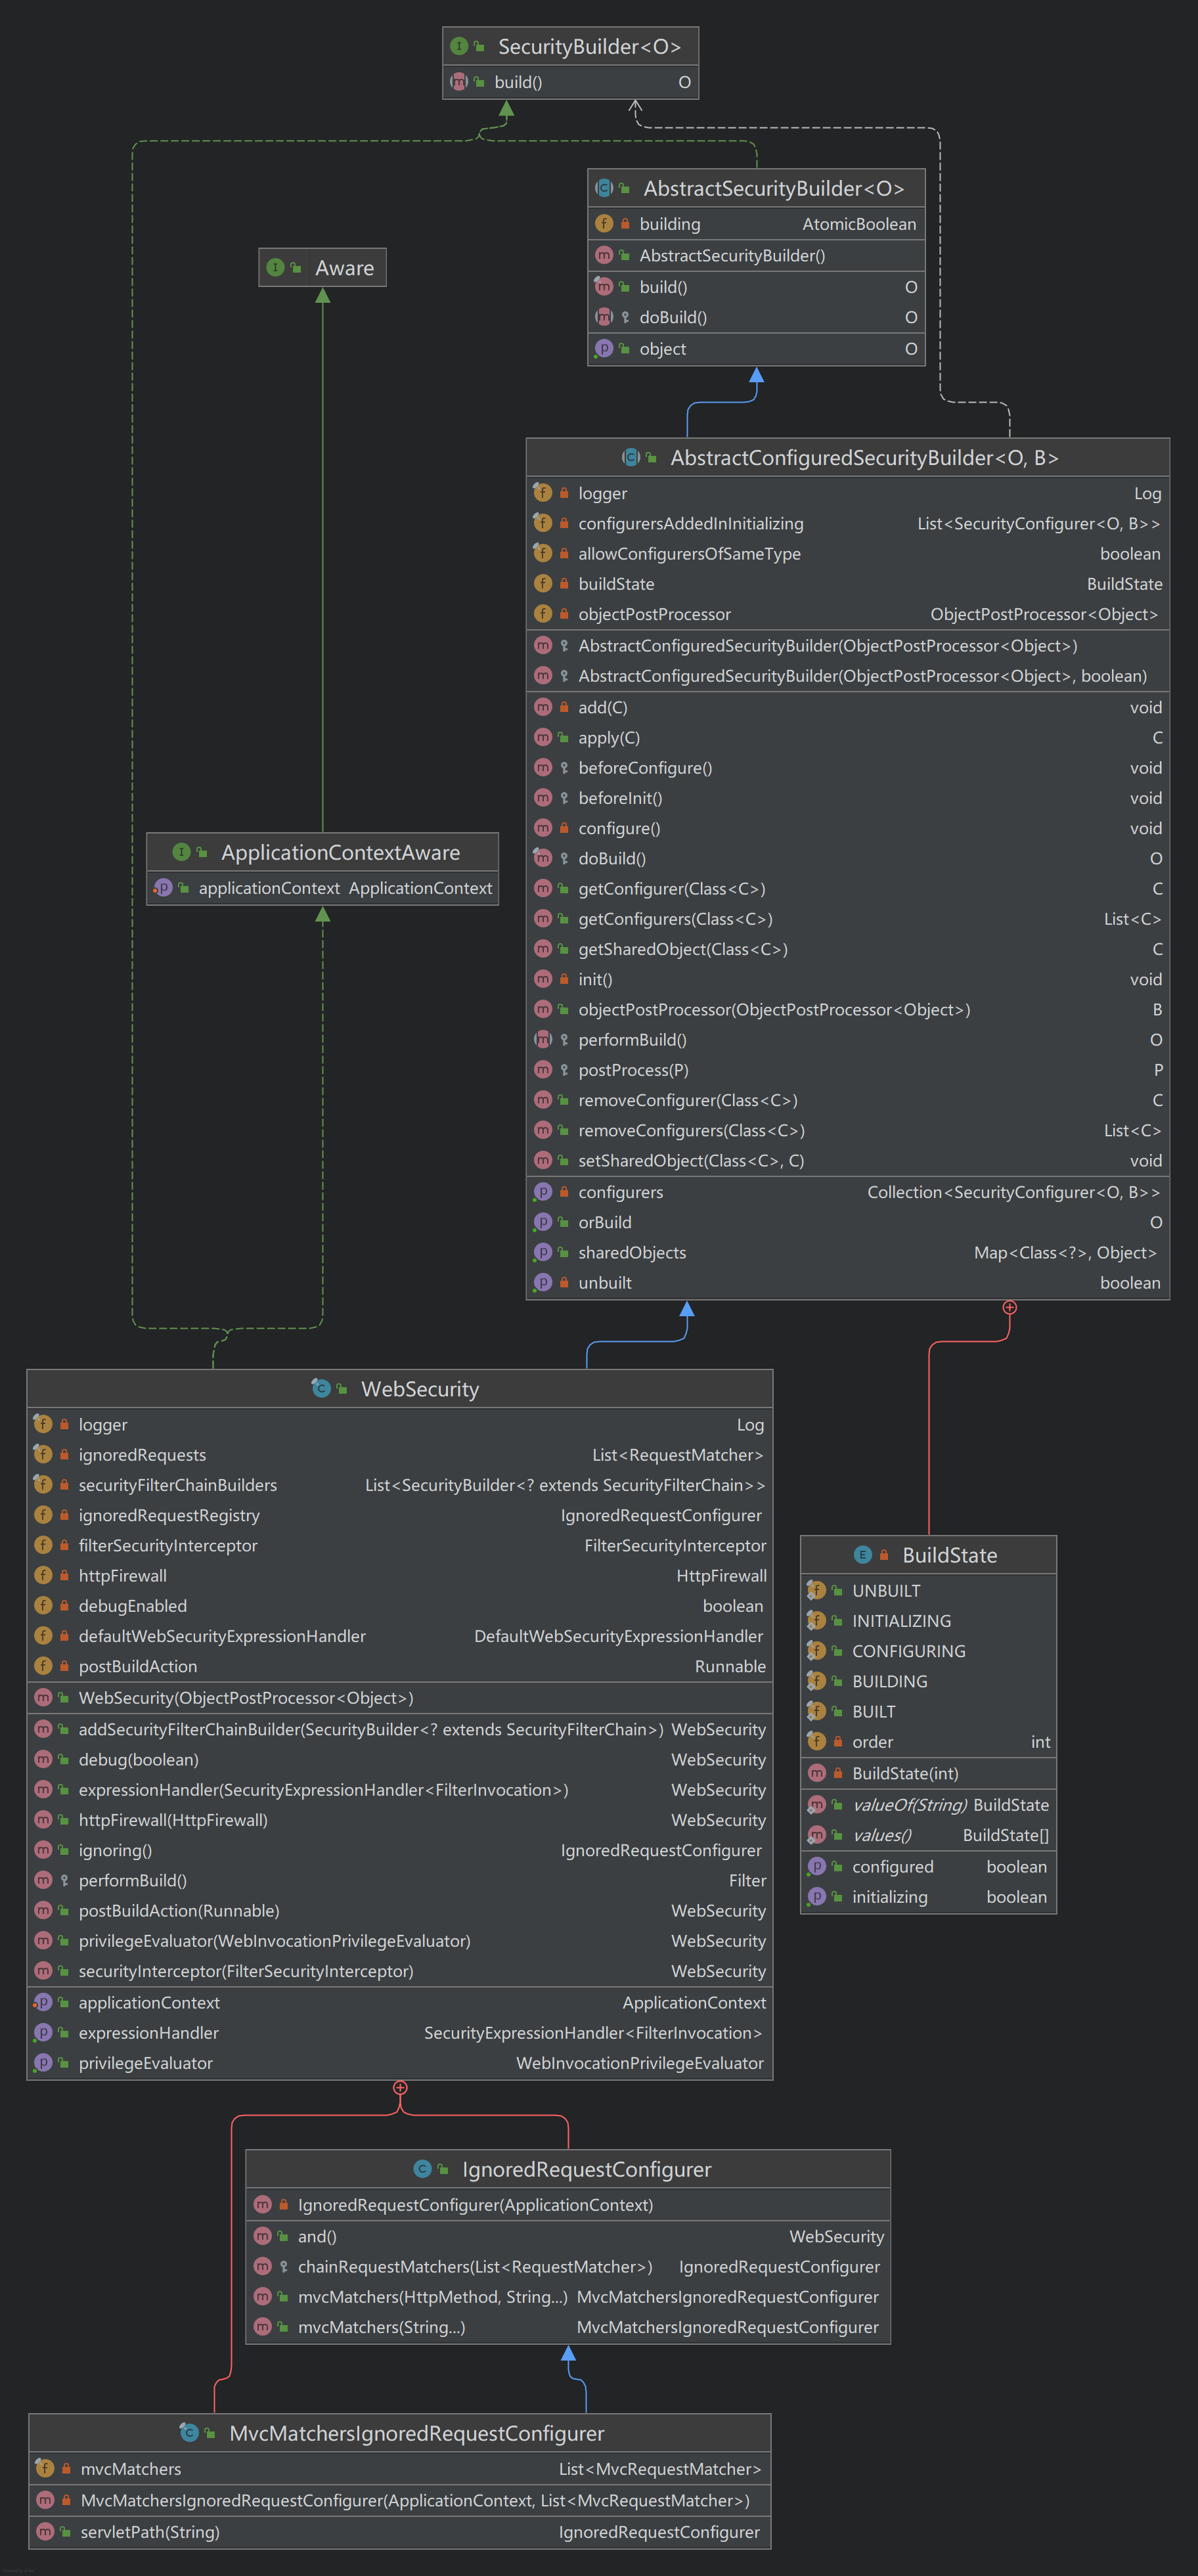 SecurityBuilder<O>
build() O
AbstractSecurityBuilder<O>
building AtomicBoolean
AbstractSecurityBuilder()
build() O
doBuild() O
object O
Aware
AbstractConfiguredSecurityBuilder<O, B>
logger Log
configurersAddedInInitializing List<SecurityConfigurer<O, B>>
allowConfigurersOfSameType boolean
buildState BuildState
objectPostProcessor ObjectPostProcessor<Object>
AbstractConfiguredSecurityBuilder(ObjectPostProcessor<Object>)
AbstractConfiguredSecurityBuilder(ObjectPostProcessor<Object>, boolean)
add(C) void
apply(C) C
beforeConfigure() void
beforeInit() void
configure() void
doBuild() O
getConfigurer(Class<C>) C
getConfigurers(Class<C>) List<C>
getSharedObject(Class<C>) C
init() void
objectPostProcessor(ObjectPostProcessor<Object>) B
performBuild() O
postProcess(P) P
removeConfigurer(Class<C>) C
removeConfigurers(Class<C>) List<C>
setSharedObject(Class<C>, C) void
configurers Collection<SecurityConfigurer<O, B>>
orBuild O
sharedObjects Map<Class<?>, Object>
unbuilt boolean
ApplicationContextAware
applicationContext ApplicationContext
WebSecurity
logger Log
ignoredRequests List<RequestMatcher>
securityFilterChainBuilders List<SecurityBuilder<? extends SecurityFilterChain>>
ignoredRequestRegistry IgnoredRequestConfigurer
filterSecurityInterceptor FilterSecurityInterceptor
httpFirewall HttpFirewall
debugEnabled boolean
defaultWebSecurityExpressionHandler DefaultWebSecurityExpressionHandler
postBuildAction Runnable
WebSecurity(ObjectPostProcessor<Object>)
addSecurityFilterChainBuilder(SecurityBuilder<? extends SecurityFilterChain>) WebSecurity
debug(boolean) WebSecurity
expressionHandler(SecurityExpressionHandler<FilterInvocation>) WebSecurity
httpFirewall(HttpFirewall) WebSecurity
ignoring() IgnoredRequestConfigurer
performBuild() Filter
postBuildAction(Runnable) WebSecurity
privilegeEvaluator(WebInvocationPrivilegeEvaluator) WebSecurity
securityInterceptor(FilterSecurityInterceptor) WebSecurity
applicationContext ApplicationContext
expressionHandler SecurityExpressionHandler<FilterInvocation>
privilegeEvaluator WebInvocationPrivilegeEvaluator
BuildState
UNBUILT
INITIALIZING
CONFIGURING
BUILDING
BUILT
order int
BuildState(int)
valueOf(String) BuildState
values() BuildState[]
configured boolean
initializing boolean
IgnoredRequestConfigurer
IgnoredRequestConfigurer(ApplicationContext)
and() WebSecurity
chainRequestMatchers(List<RequestMatcher>) IgnoredRequestConfigurer
mvcMatchers(HttpMethod, String...) MvcMatchersIgnoredRequestConfigurer
mvcMatchers(String...) MvcMatchersIgnoredRequestConfigurer
MvcMatchersIgnoredRequestConfigurer
mvcMatchers List<MvcRequestMatcher>
MvcMatchersIgnoredRequestConfigurer(ApplicationContext, List<MvcRequestMatcher>)
servletPath(String) IgnoredRequestConfigurer